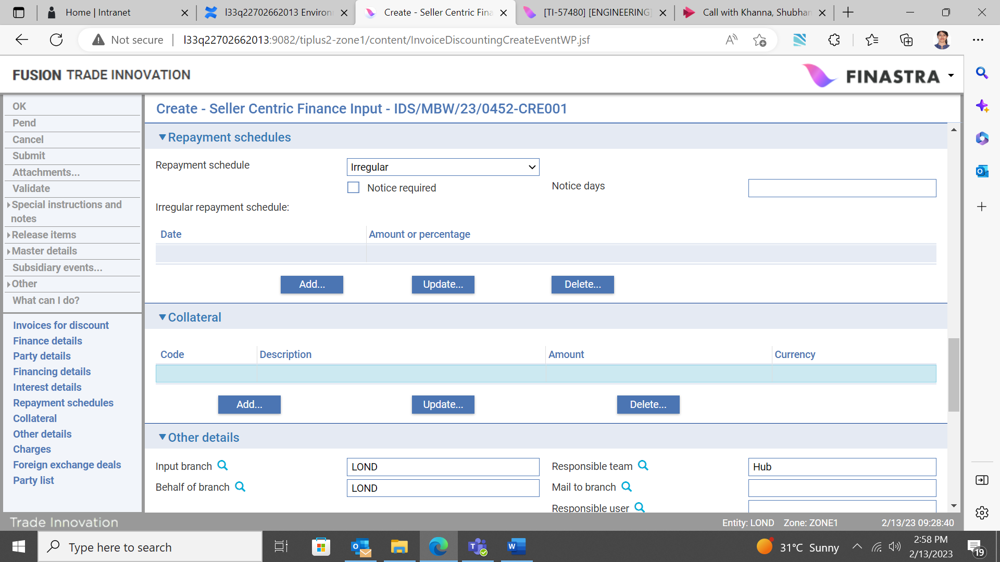 Home | Intranet
l33q22702662013 Environ
Create - Seller Centric Fina
[TI-57480] [ENGINEERING]
Call with Khanna, Shubhan
Not secure
l33q22702662013:9082/tiplus2-zone1/content/InvoiceDiscountingCreateEventWP.jsf
FUSION TRADE INNOVATION
FINASTRA
OK
Pend
Cancel
Submit
Attachments...
Validate
Special instructions and
notes
Release items
Master details
Subsidiary events...
Other
What can I do?
Invoices for discount
Finance details
Party details
Financing details
Interest details
Repayment schedules
Collateral
Other details
Charges
Foreign exchange deals
Party list
Create - Seller Centric Finance Input - IDS/MBW/23/0452-CRE001
Repayment schedules
Repayment schedule Irregular
Notice required Notice days
Irregular repayment schedule:
Date Amount or percentage
Add... Update... Delete...
Collateral
Code Description Amount Currency
Add... Update... Delete...
Other details
Input branch LOND Responsible team Hub
Behalf of branch LOND Mail to branch
Responsible user
Trade Innovation
Entity: LOND Zone: ZONE1 2/13/23 09:28:40
Type here to search
31°C Sunny
2:58 PM
2/13/2023
19